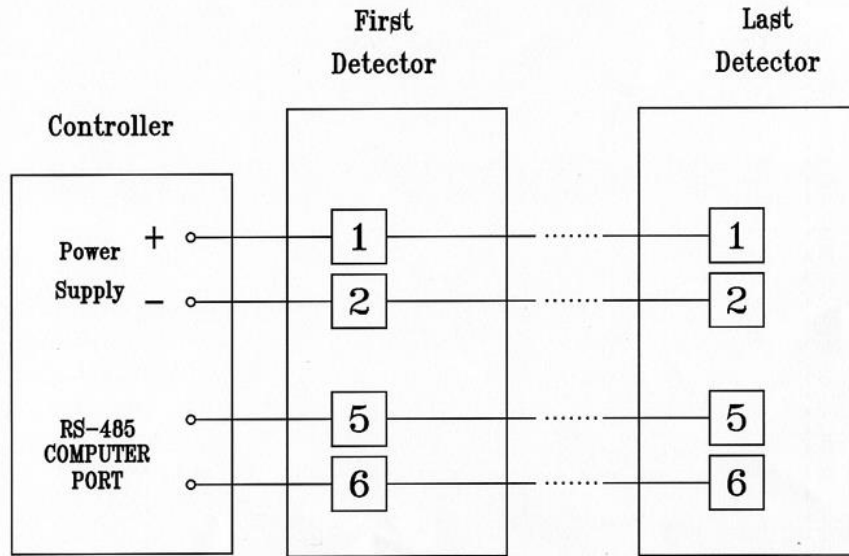 First
Detector
Last
Detector
Controller
Power
Supply
+
−
1
2
1
2
RS-485
COMPUTER
PORT
5
6
5
6